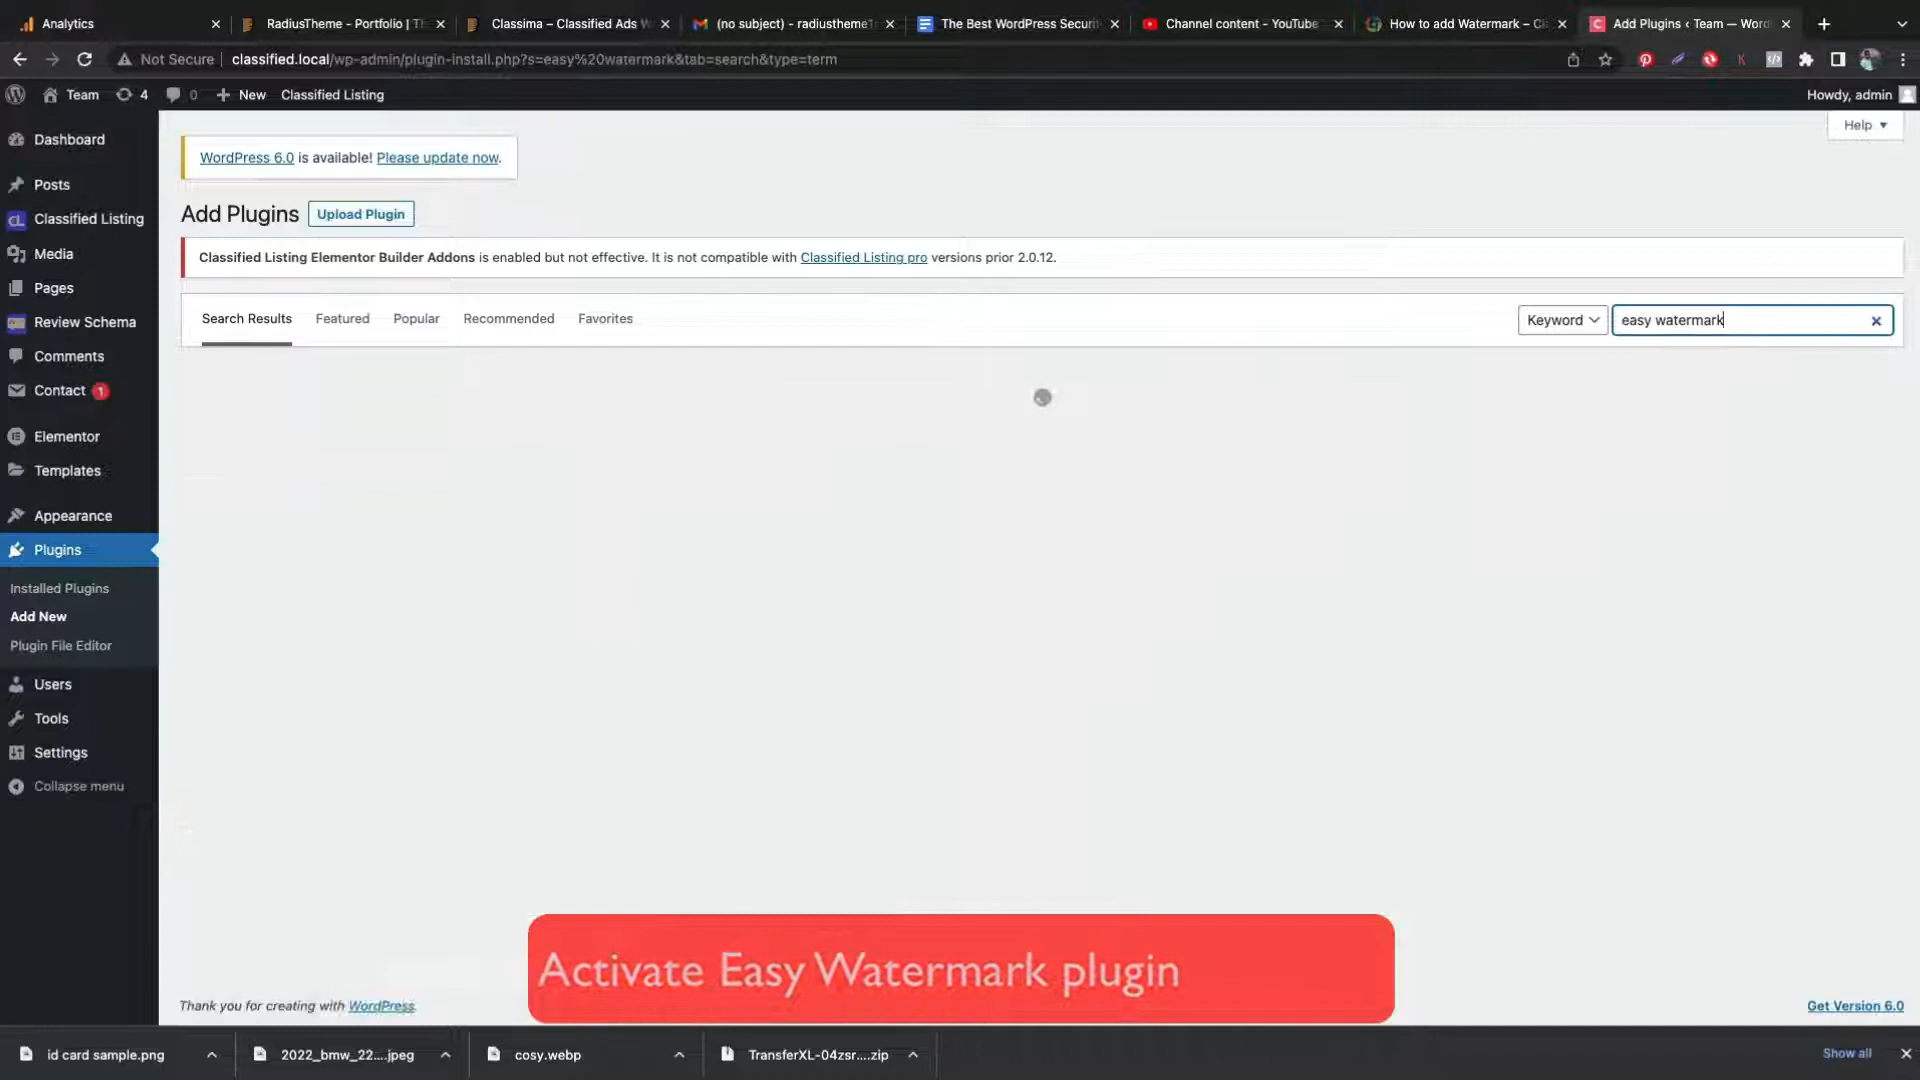 Analytics
RadiusTheme - Portfolio | Th
Classima – Classified Ads W
(no subject) - radiustheme1
The Best WordPress Securi
Channel content - YouTube
How to add Watermark – Cl
Add Plugins ‹ Team — Word
Not Secure
classified.local/wp-admin/plugin-install.php?s=easy%20watermark&tab=search&type=term
Team
4
0
New
Classified Listing
Howdy, admin
Help
Dashboard
Posts
Classified Listing
Media
Pages
Review Schema
Comments
Contact 1
Elementor
Templates
Appearance
Plugins
Installed Plugins
Add New
Plugin File Editor
Users
Tools
Settings
Collapse menu
WordPress 6.0 is available! Please update now.
Add Plugins
Upload Plugin
Classified Listing Elementor Builder Addons is enabled but not effective. It is not compatible with Classified Listing pro versions prior 2.0.12.
Search Results
Featured
Popular
Recommended
Favorites
Keyword
easy watermark
Activate Easy Watermark plugin
Thank you for creating with WordPress.
Get Version 6.0
id card sample.png
2022_bmw_22....jpeg
cosy.webp
TransferXL-04zsr....zip
Show all